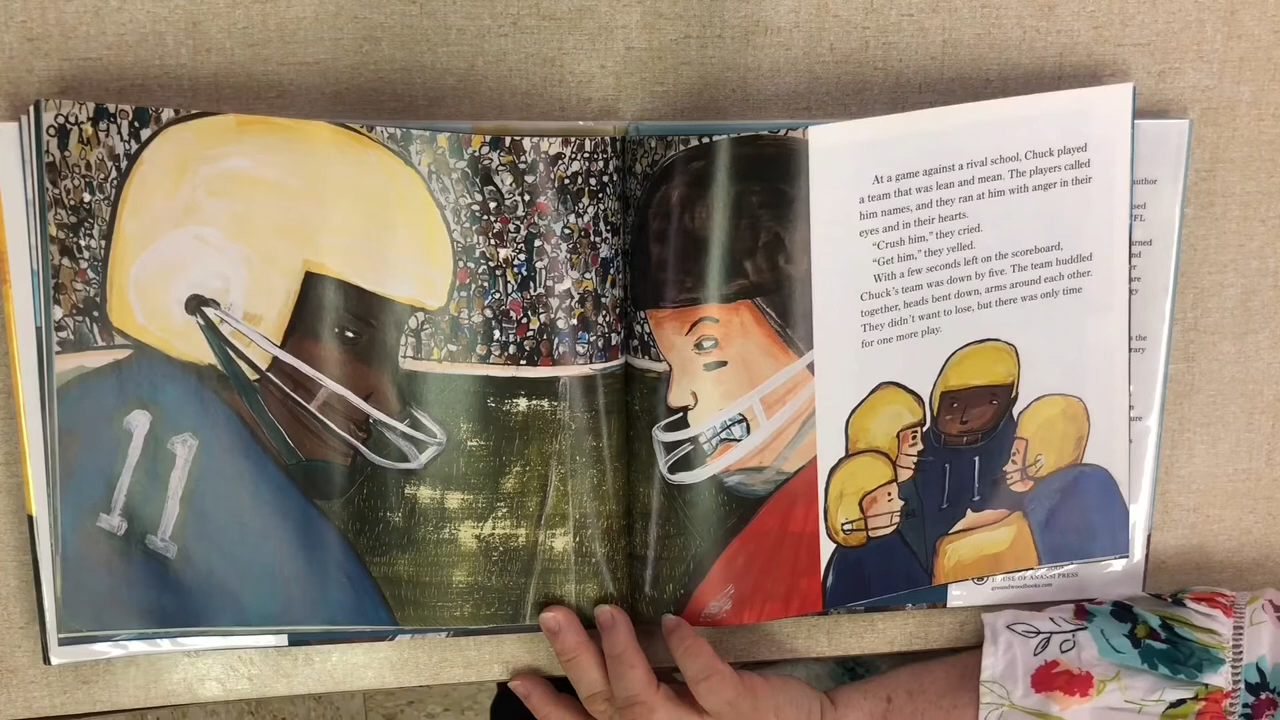 11
At a game against a rival school, Chuck played
a team that was lean and mean. The players called
him names, and they ran at him with anger in their
eyes and in their hearts.
“Crush him,” they cried.
“Get him,” they yelled.
With a few seconds left on the scoreboard,
Chuck’s team was down by five. The team huddled
together, heads bent down, arms around each other.
They didn’t want to lose, but there was only time
for one more play.
11
author
HOUSE OF ANANSI PRESS
groundwoodbooks.com